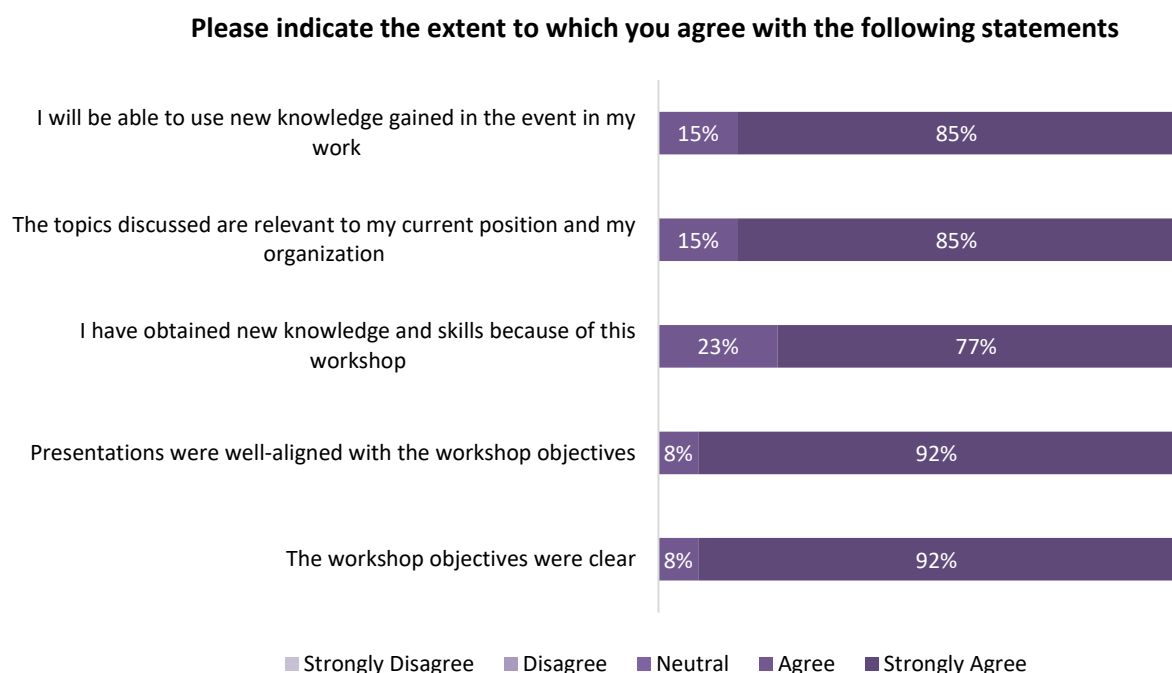 Please indicate the extent to which you agree with the following statements
I will be able to use new knowledge gained in the event in my
work
15% 85%
The topics discussed are relevant to my current position and my
organization
15% 85%
I have obtained new knowledge and skills because of this
workshop
23% 77%
Presentations were well-aligned with the workshop objectives
8% 92%
The workshop objectives were clear
8% 92%
Strongly Disagree Disagree Neutral Agree Strongly Agree